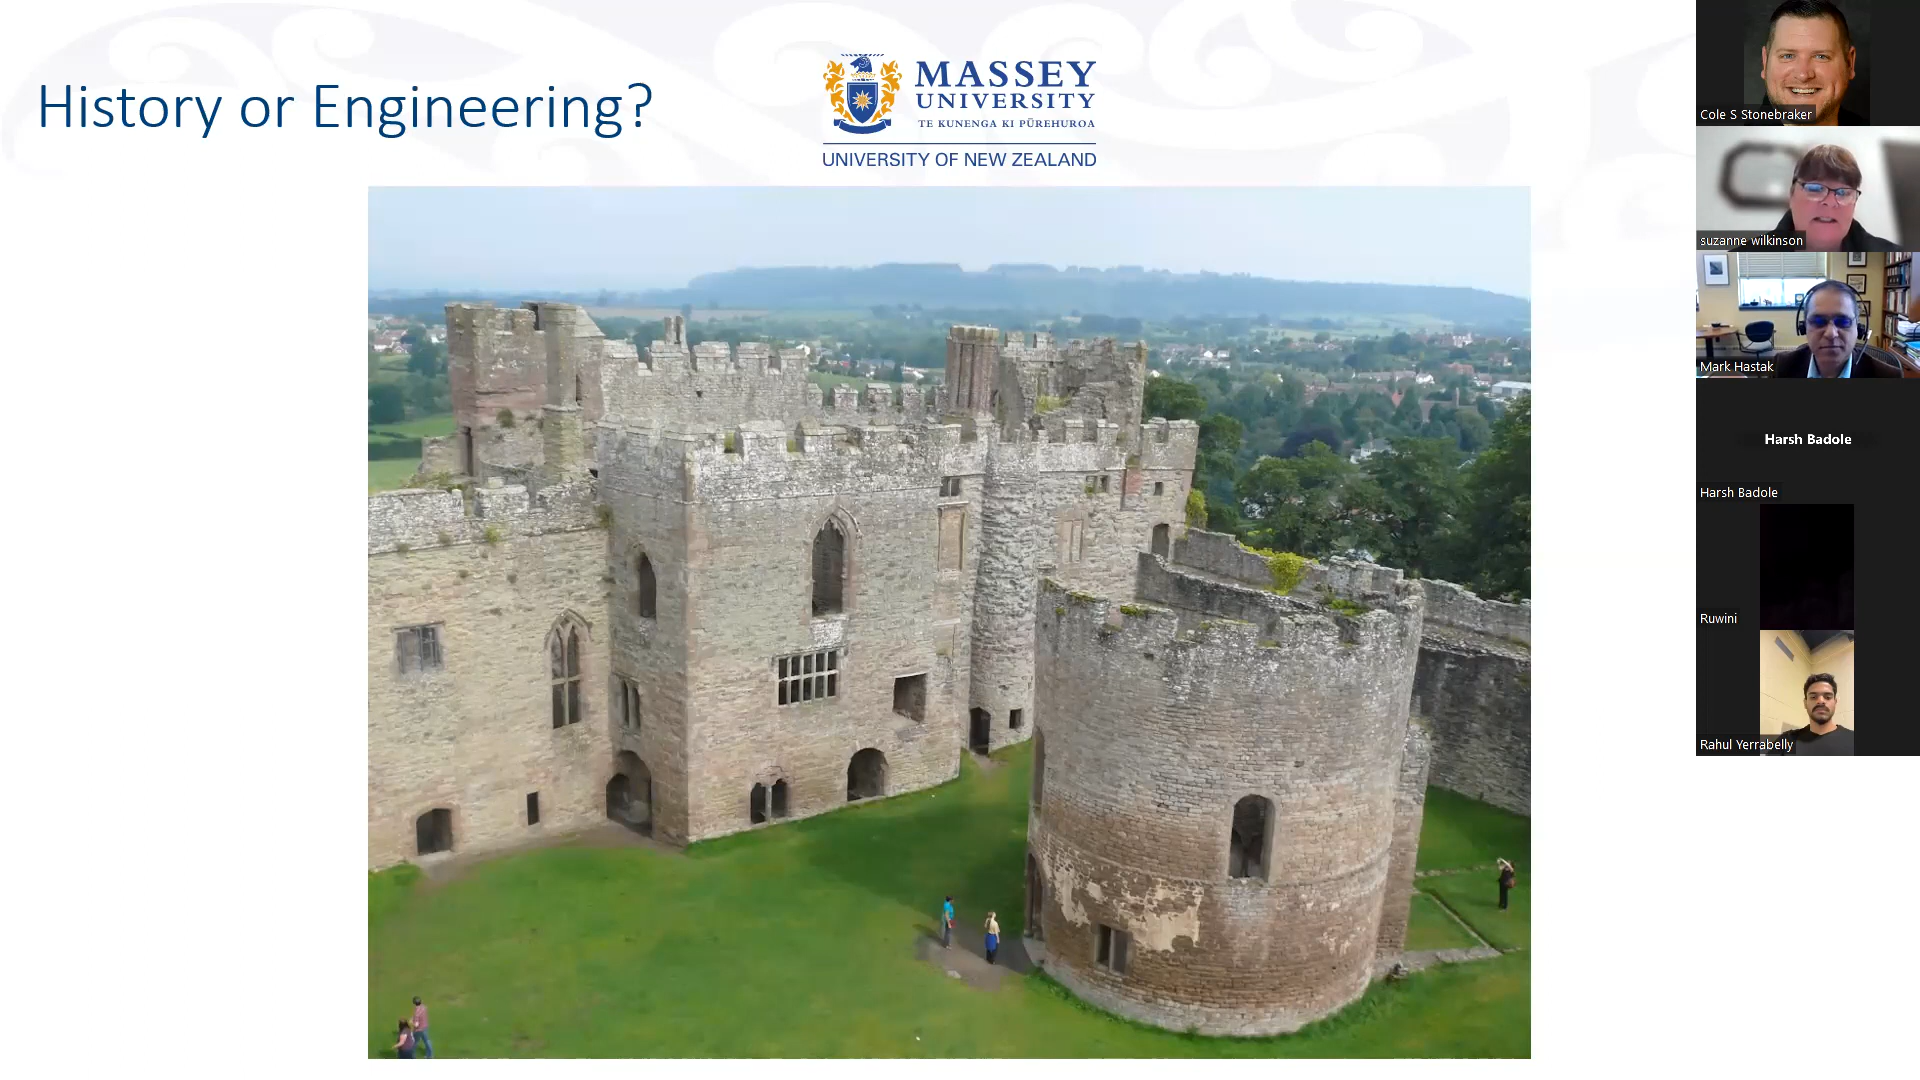 History or Engineering?
MASSEY
UNIVERSITY
TE KUNENGA KI PŪREHUROA
UNIVERSITY OF NEW ZEALAND
Cole S Stonebraker
suzanne wilkinson
Mark Hastak
Harsh Badole
Harsh Badole
Ruwini
Rahul Yerrabelly